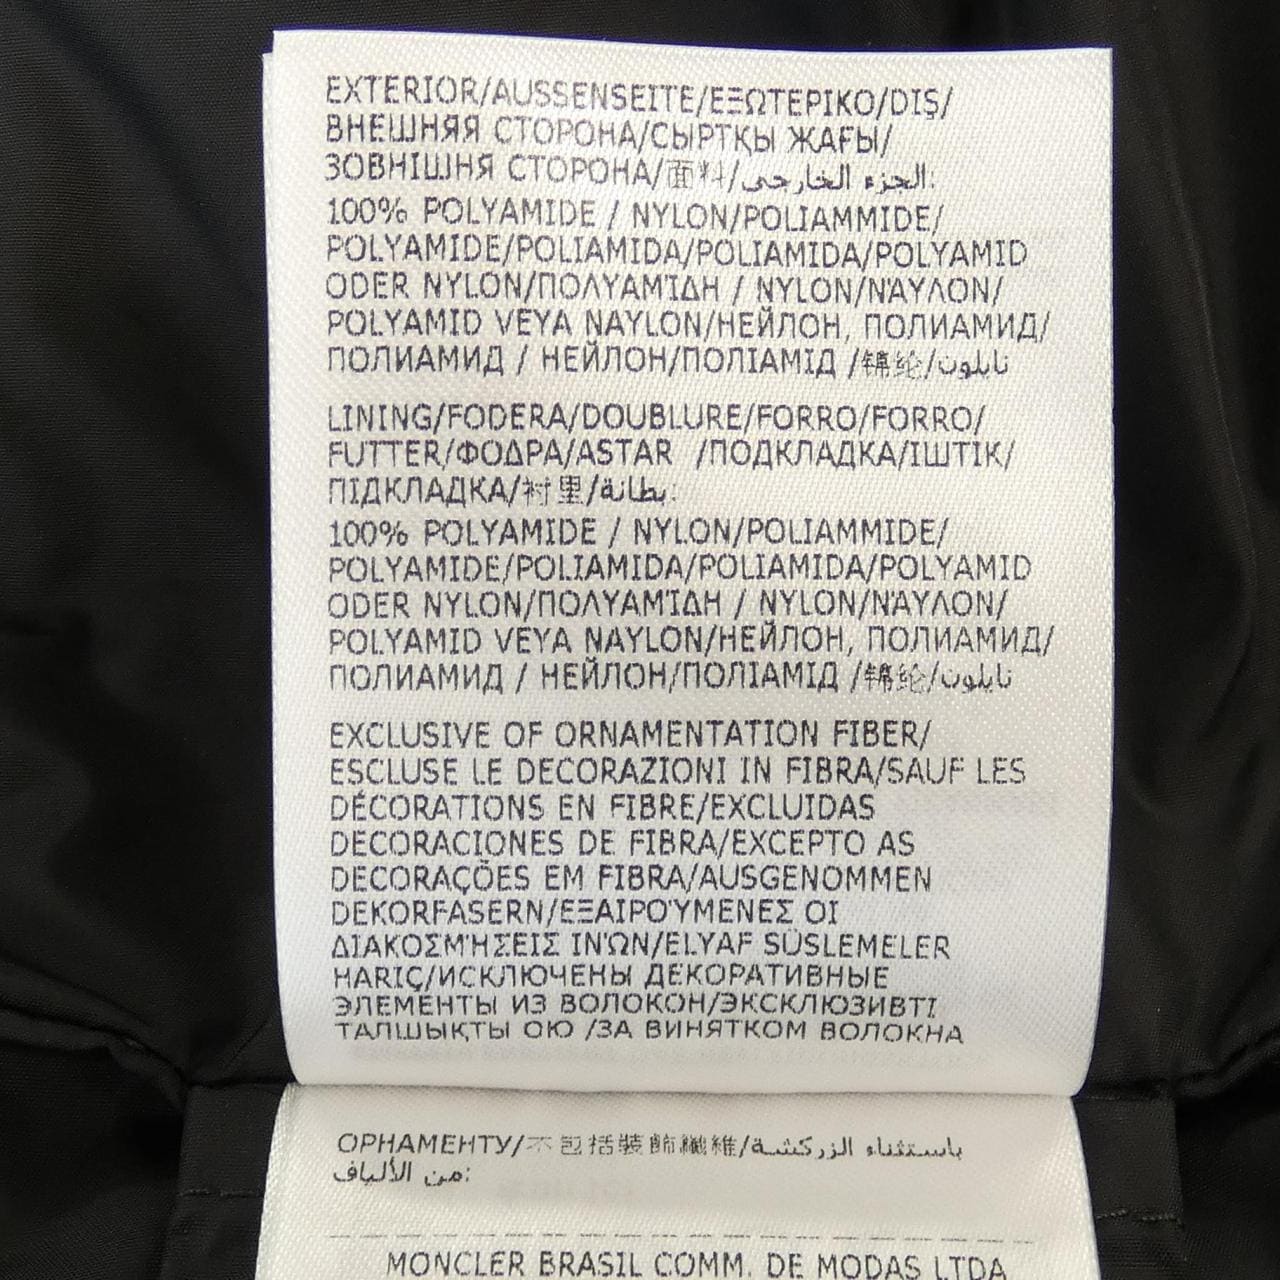 EXTERIOR/AUSSENSEITE/ΕΞΩΤΕΡΙΚΟ/DIŞ/
ВНЕШНЯЯ СТОРОНА/СЫРТҚЫ ЖАҒЫ/
ЗОВНІШНЯ СТОРОНА/面料/الجزء الخارجي:
100% POLYAMIDE / NYLON/POLIAMMIDE/
POLYAMIDE/POLIAMIDA/POLIAMIDA/POLYAMID
ODER NYLON/ΠΟΛΥΑΜΊΔΗ / NYLON/ΝΆΥΛΟΝ/
POLYAMID VEYA NAYLON/НЕЙЛОН, ПОЛИАМИД/
ПОЛИАМИД / НЕЙЛОН/ПОЛІАМІД /锦纶/نايلون
LINING/FODERA/DOUBLURE/FORRO/FORRO/
FUTTER/ΦΟΔΡΑ/ASTAR /ПОДКЛАДКА/ІШТІК/
ПІДКЛАДКА/衬里/بطانة:
100% POLYAMIDE / NYLON/POLIAMMIDE/
POLYAMIDE/POLIAMIDA/POLIAMIDA/POLYAMID
ODER NYLON/ΠΟΛΥΑΜΊΔΗ / NYLON/ΝΆΥΛΟΝ/
POLYAMID VEYA NAYLON/НЕЙЛОН, ПОЛИАМИД/
ПОЛИАМИД / НЕЙЛОН/ПОЛІАМІД /锦纶/نايلون
EXCLUSIVE OF ORNAMENTATION FIBER/
ESCLUSE LE DECORAZIONI IN FIBRA/SAUF LES
DÉCORATIONS EN FIBRE/EXCLUIDAS
DECORACIONES DE FIBRA/EXCEPTO AS
DECORAÇÕES EM FIBRA/AUSGENOMMEN
DEKORFASERN/ΕΞΑΙΡΟΎΜΕΝΕΣ ΟΙ
ΔΙΑΚΟΣΜΉΣΕΙΣ ΙΝΏΝ/ELYAF SÜSLEMELER
HARIÇ/ИСКЛЮЧЕНЫ ДЕКОРАТИВНЫЕ
ЭЛЕМЕНТЫ ИЗ ВОЛОКОН/ЭКСКЛЮЗИВТІ
ТАЛШЫҚТЫ ОЮ /ЗА ВИНЯТКОМ ВОЛОКНА
ОРНАМЕНТУ/不包括裝飾纖維/باستثناء الزركشة
من الألياف:
MONCLER BRASIL COMM. DE MODAS LTDA